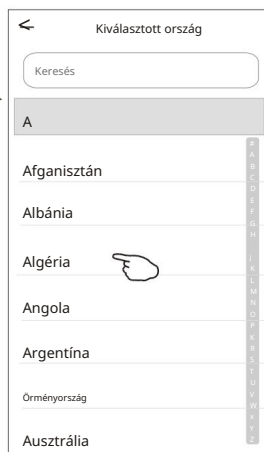 Kiválasztott ország
Keresés
A
Afganisztán
Albánia
Algéria
Angola
Argentína
Örményország
Ausztrália
#
A
B
C
D
E
F
G
H
I
K
L
M
N
O
P
K
R
S
T
U
V
W
X
Y
Z